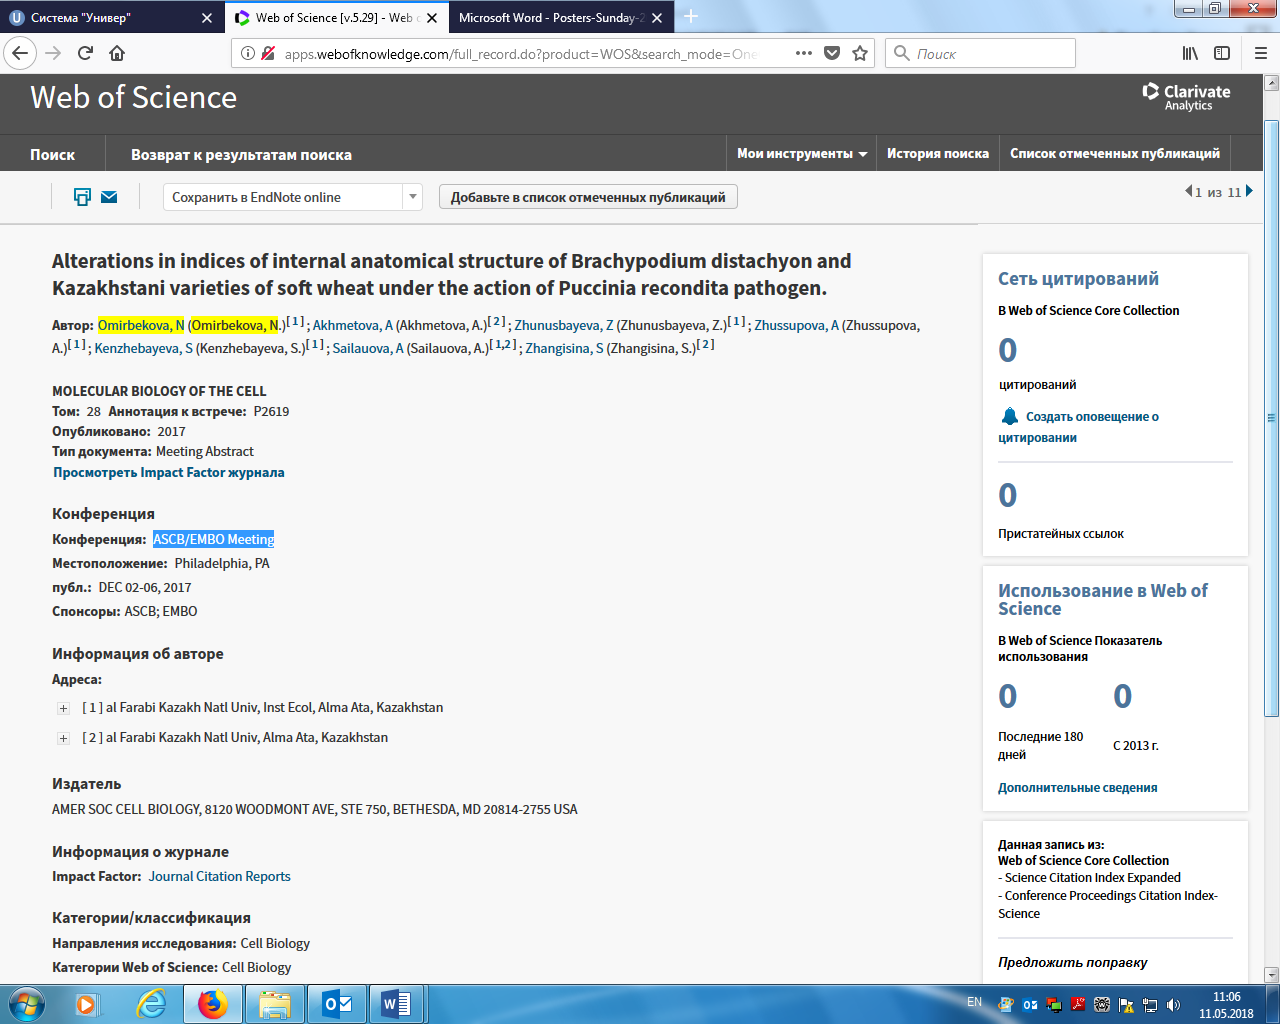 Система "Универ"
Web of Science [v.5.29] - Web
Microsoft Word - Posters-Sunday-
apps.webofknowledge.com/full_record.do?product=WOS&search_mode=One
Поиск
Web of Science
Clarivate
Analytics
Поиск
Возврат к результатам поиска
Мои инструменты
История поиска
Список отмеченных публикаций
Сохранить в EndNote online
Добавьте в список отмеченных публикаций
1 из 11
Alterations in indices of internal anatomical structure of Brachypodium distachyon and
Kazakhstani varieties of soft wheat under the action of Puccinia recondita pathogen.
Автор: Omirbekova, N (Omirbekova, N.)[ 1 ] ; Akhmetova, A (Akhmetova, A.)[ 2 ] ; Zhunusbayeva, Z (Zhunusbayeva, Z.)[ 1 ] ; Zhussupova, A (Zhussupova,
A.)[ 1 ] ; Kenzhebayeva, S (Kenzhebayeva, S.)[ 1 ] ; Sailauova, A (Sailauova, A.)[ 1,2 ] ; Zhangisina, S (Zhangisina, S.)[ 2 ]
MOLECULAR BIOLOGY OF THE CELL
Том: 28 Аннотация к встрече: P2619
Опубликовано: 2017
Тип документа: Meeting Abstract
Просмотреть Impact Factor журнала
Конференция
Конференция: ASCB/EMBO Meeting
Местоположение: Philadelphia, PA
публ.: DEC 02-06, 2017
Спонсоры: ASCB; EMBO
Информация об авторе
Адреса:
[ 1 ] al Farabi Kazakh Natl Univ, Inst Ecol, Alma Ata, Kazakhstan
[ 2 ] al Farabi Kazakh Natl Univ, Alma Ata, Kazakhstan
Издатель
AMER SOC CELL BIOLOGY, 8120 WOODMONT AVE, STE 750, BETHESDA, MD 20814-2755 USA
Информация о журнале
Impact Factor: Journal Citation Reports
Категории/классификация
Направления исследования: Cell Biology
Категории Web of Science: Cell Biology
Сеть цитирований
В Web of Science Core Collection
0
цитирований
Создать оповещение о
цитировании
0
Пристатейных ссылок
Использование в Web of
Science
В Web of Science Показатель
использования
0 0
Последние 180
дней
С 2013 г.
Дополнительные сведения
Данная запись из:
Web of Science Core Collection
- Science Citation Index Expanded
- Conference Proceedings Citation Index-
Science
Предложить поправку
EN
11:06
11.05.2018